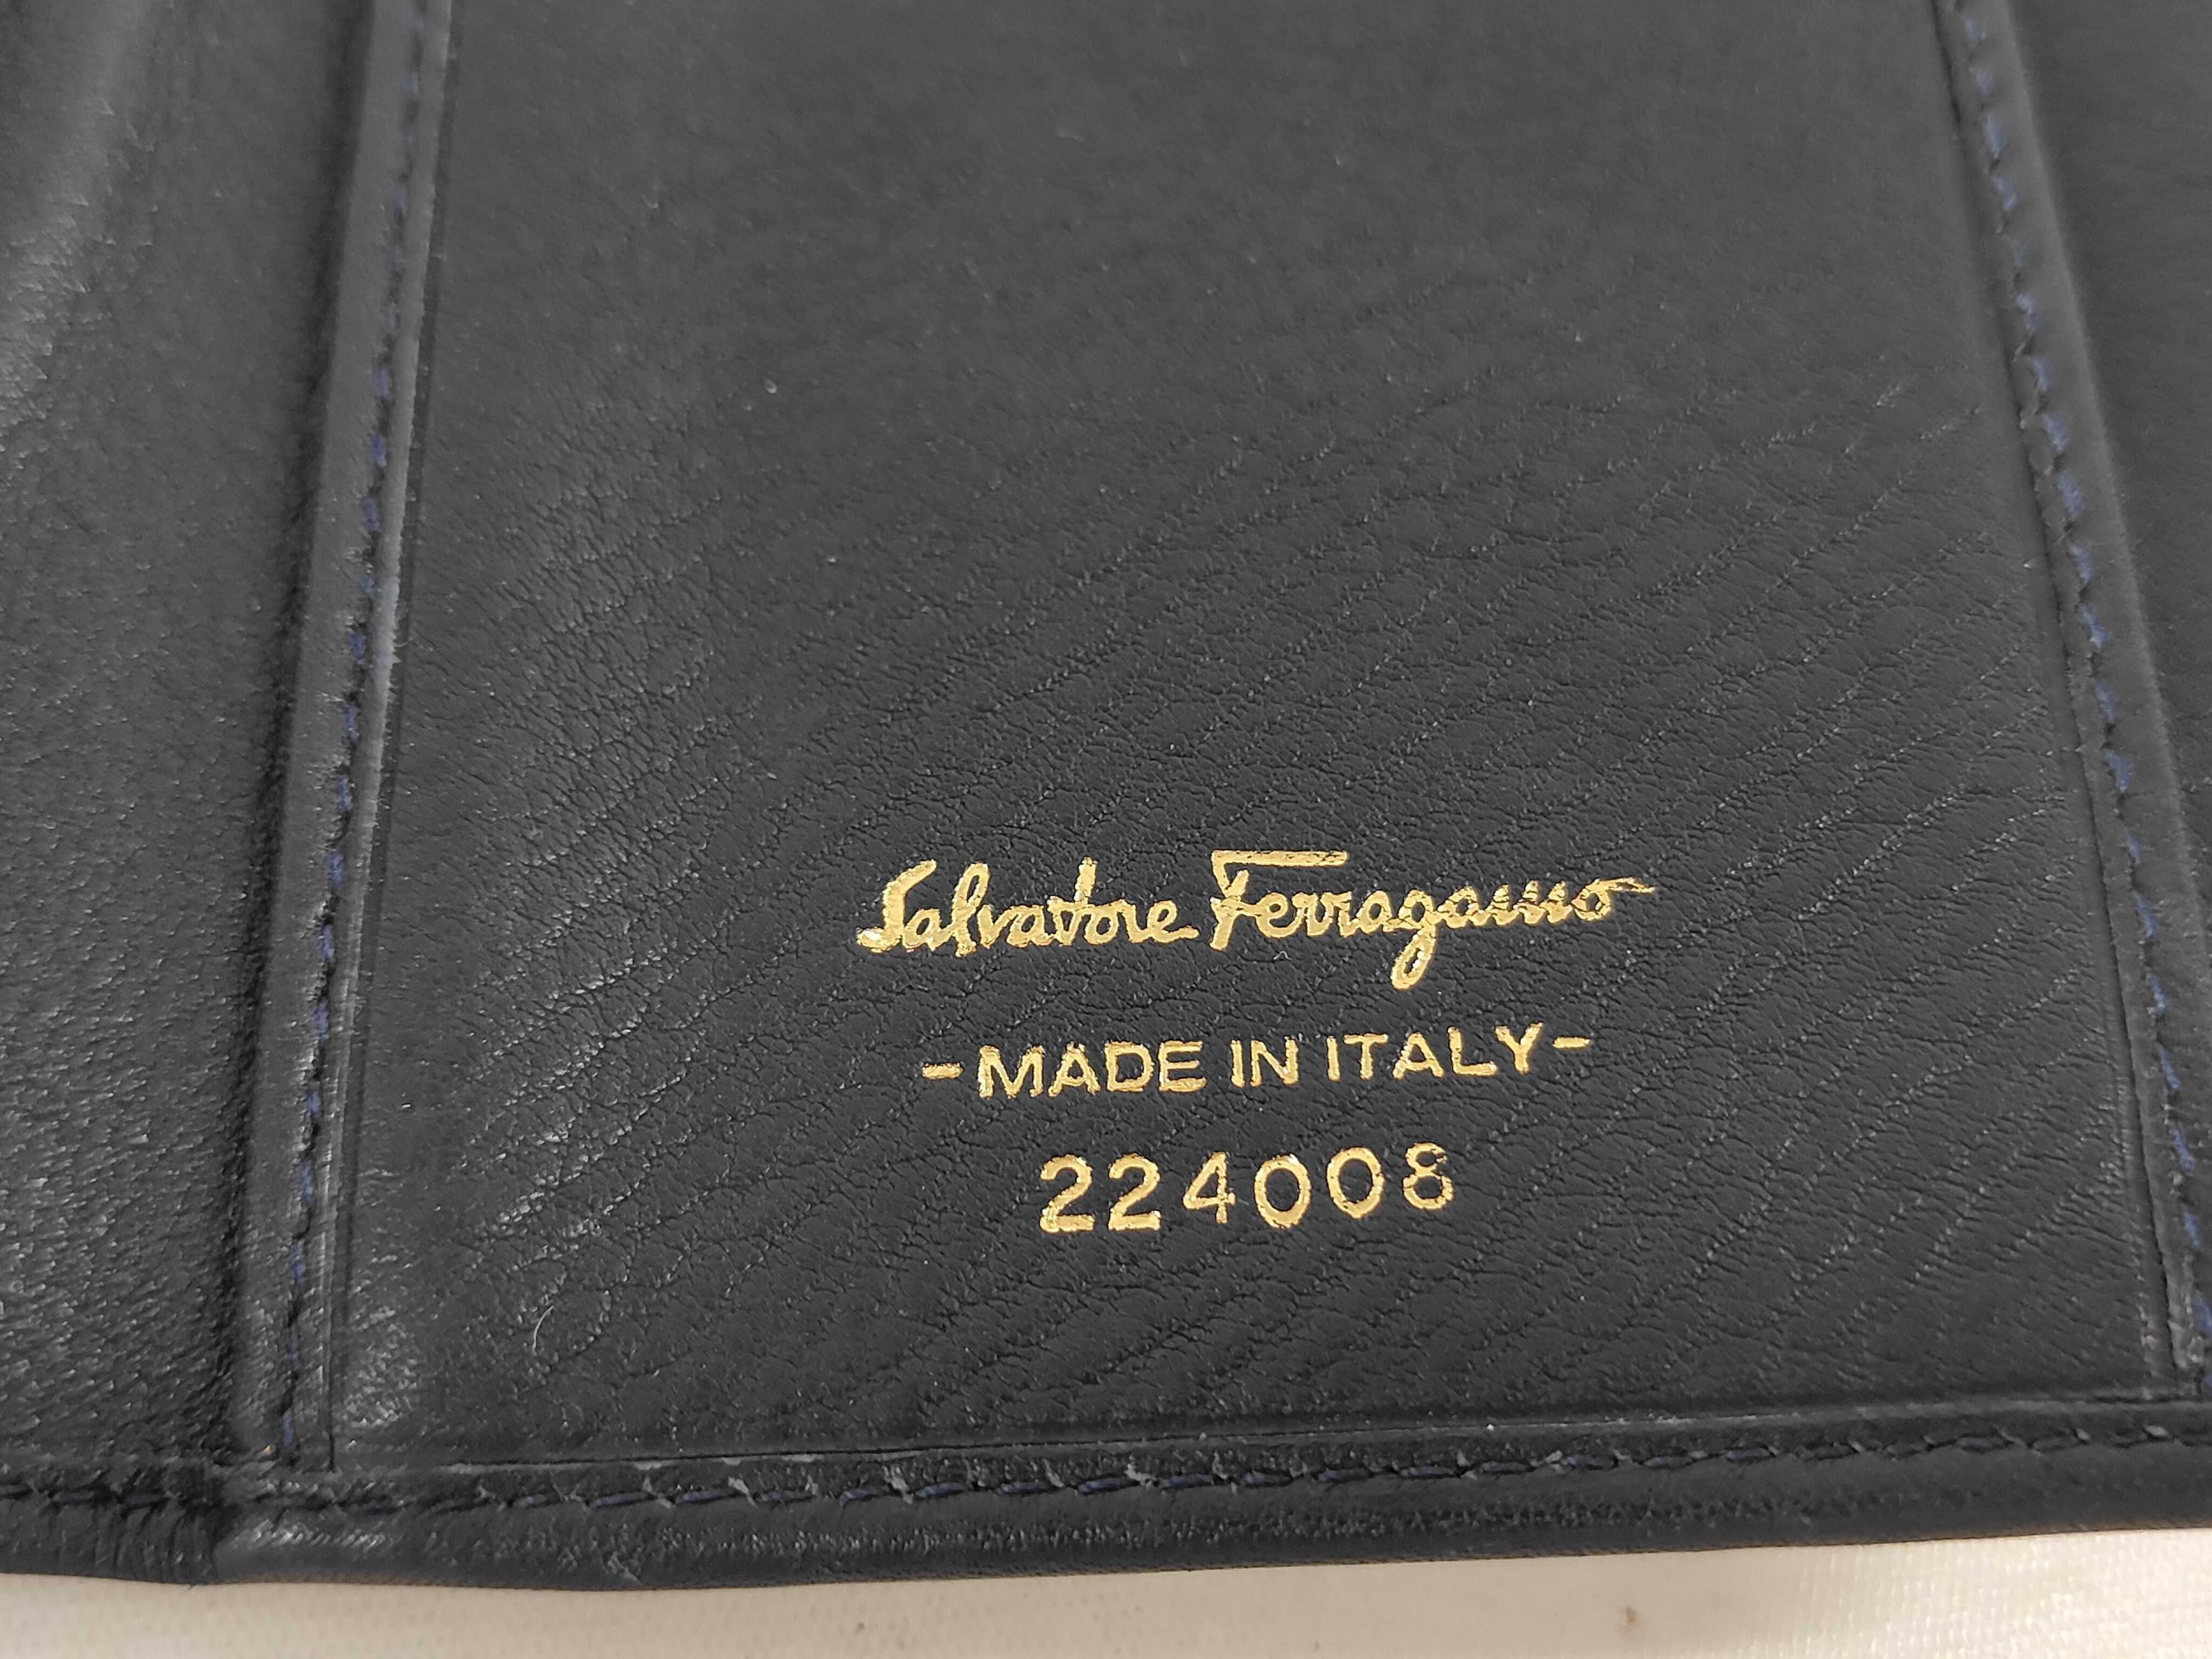 Salvatore Ferragamo
-MADE IN ITALY-
224008